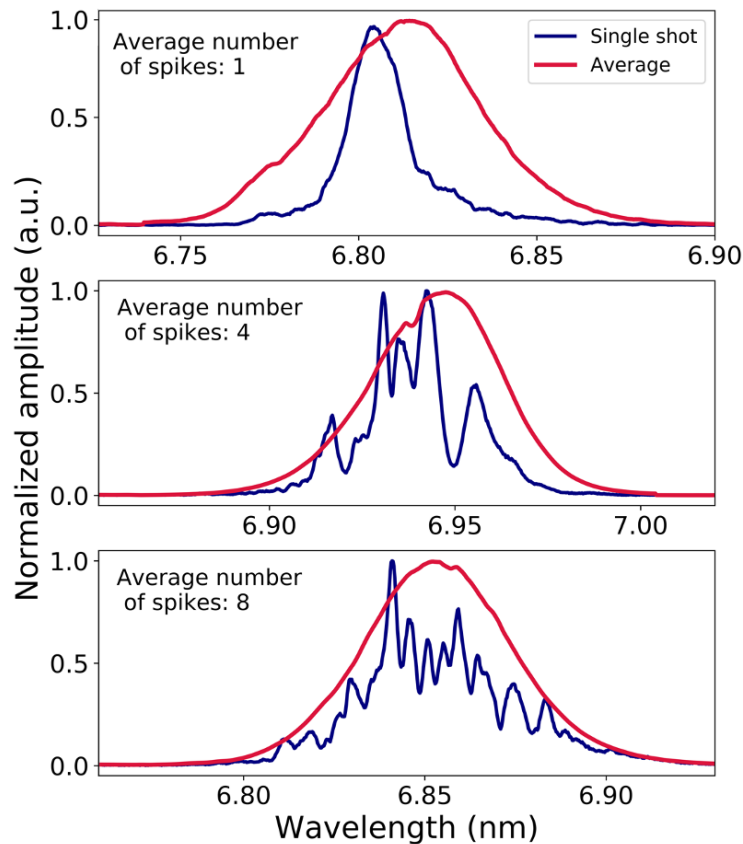 1.0
Average number
of spikes: 1
Single shot
Average
0.5
0.0
6.75
6.80
6.85
6.90
1.0
Average number
of spikes: 4
0.5
0.0
6.90
6.95
7.00
1.0
Average number
of spikes: 8
0.5
0.0
6.80
6.85
6.90
Normalized amplitude (a.u.)
Wavelength (nm)